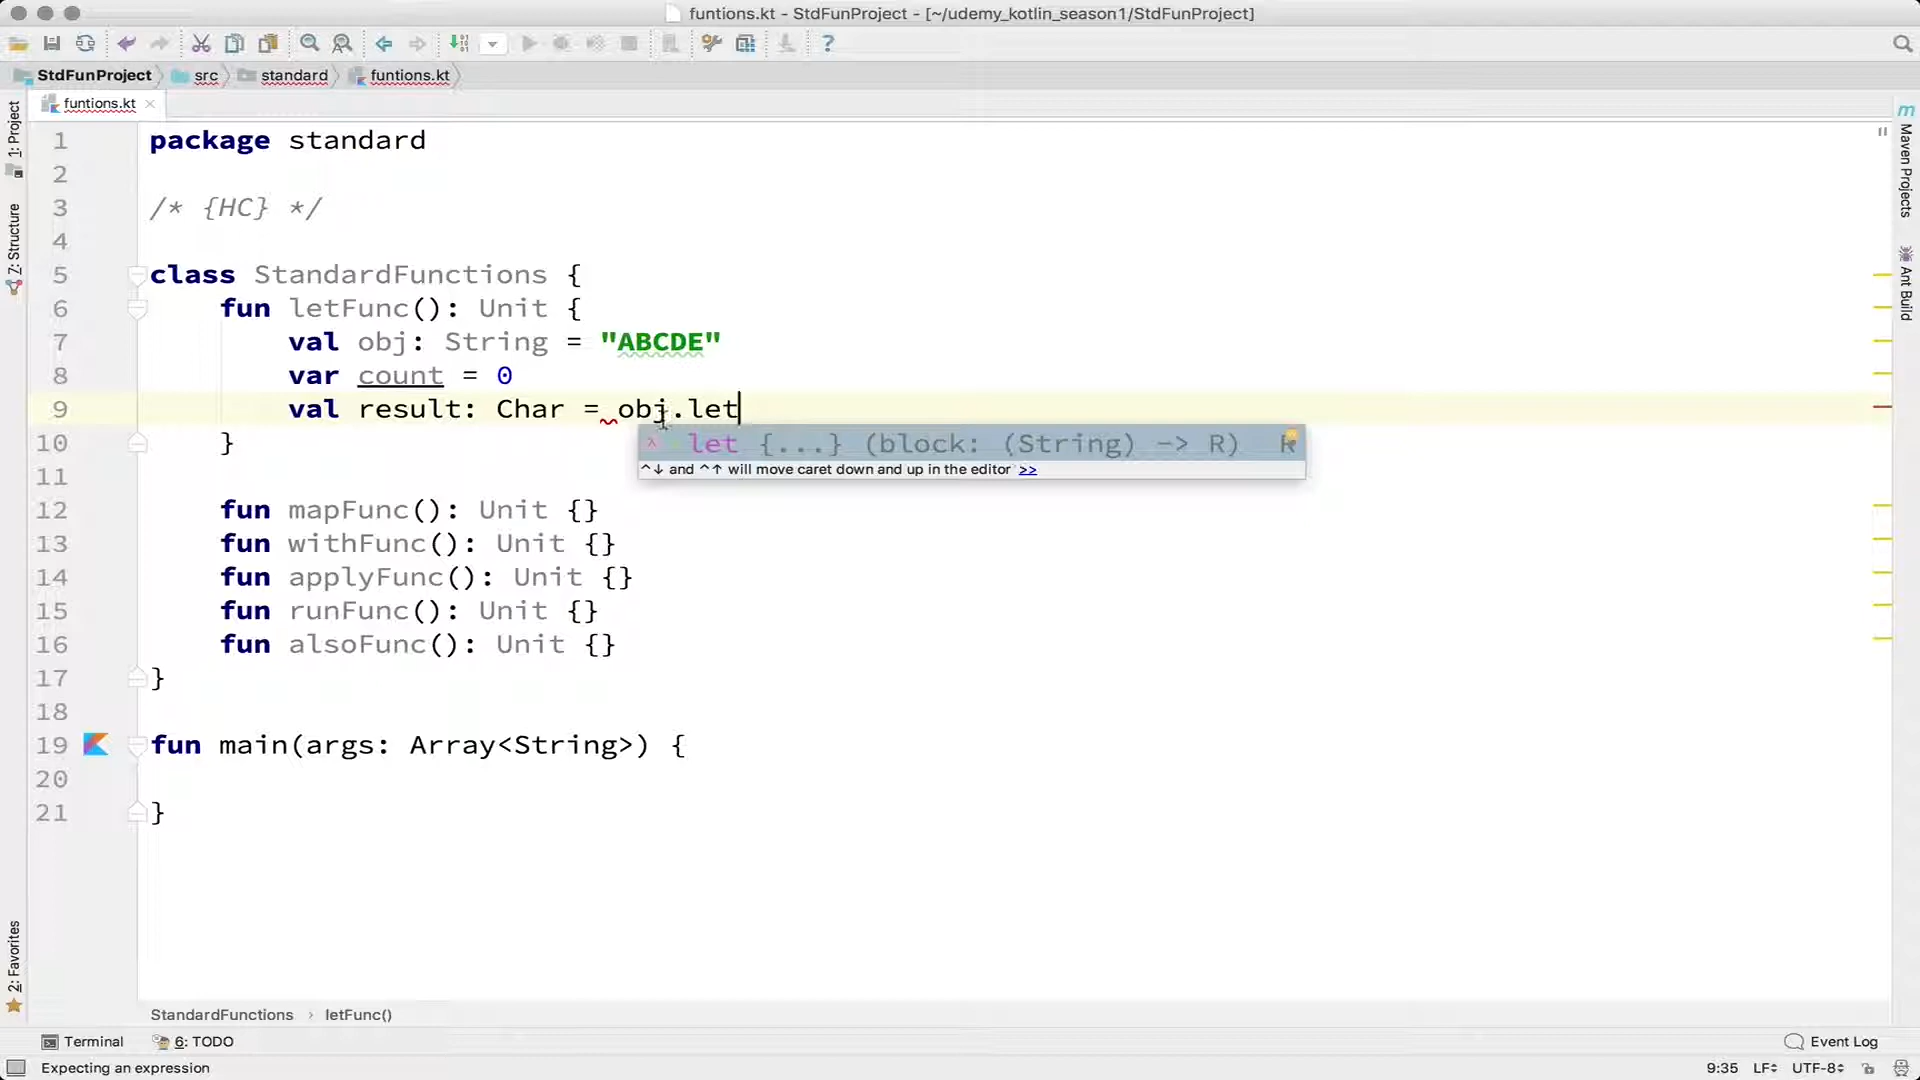 funtions.kt - StdFunProject - [~/udemy_kotlin_season1/StdFunProject]
StdFunProject src standard funtions.kt
funtions.kt
1: Project
Z: Structure
2: Favorites
Maven Projects
Ant Build
1 package standard
2
3 /* {HC} */
4
5 class StandardFunctions {
6 fun letFunc(): Unit {
7 val obj: String = "ABCDE"
8 var count = 0
9 val result: Char = obj.let
let {...} (block: (String) -> R) R
^↓ and ^↑ will move caret down and up in the editor >>
10 }
11
12 fun mapFunc(): Unit {}
13 fun withFunc(): Unit {}
14 fun applyFunc(): Unit {}
15 fun runFunc(): Unit {}
16 fun alsoFunc(): Unit {}
17 }
18
19 fun main(args: Array<String>) {
20
21 }
StandardFunctions › letFunc()
Terminal 6: TODO Event Log
Expecting an expression 9:35 LF UTF-8